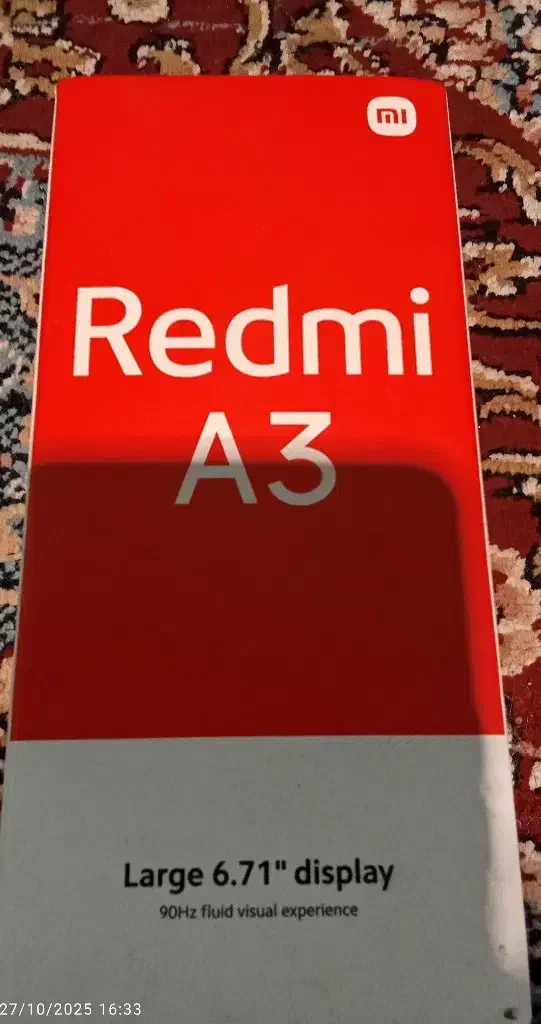 mi
Redmi
A3
Large 6.71" display
90Hz fluid visual experience
27/10/2025 16:33